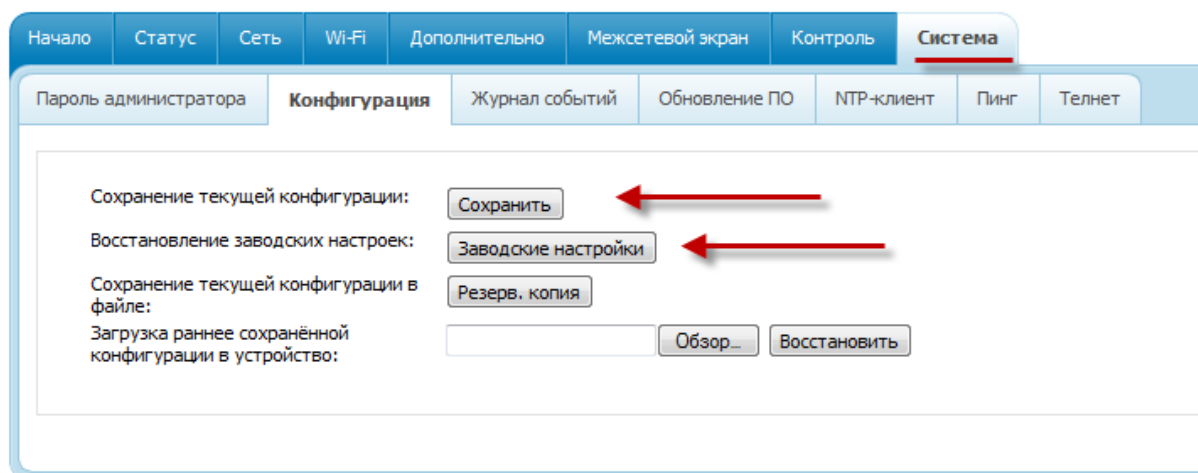 Начало Статус Сеть Wi-Fi Дополнительно Межсетевой экран Контроль Система
Пароль администратора Конфигурация Журнал событий Обновление ПО NTP-клиент Пинг Телнет
Сохранение текущей конфигурации: Сохранить
Восстановление заводских настроек: Заводские настройки
Сохранение текущей конфигурации в
файле: Резерв. копия
Загрузка раннее сохранённой
конфигурации в устройство: Обзор... Восстановить